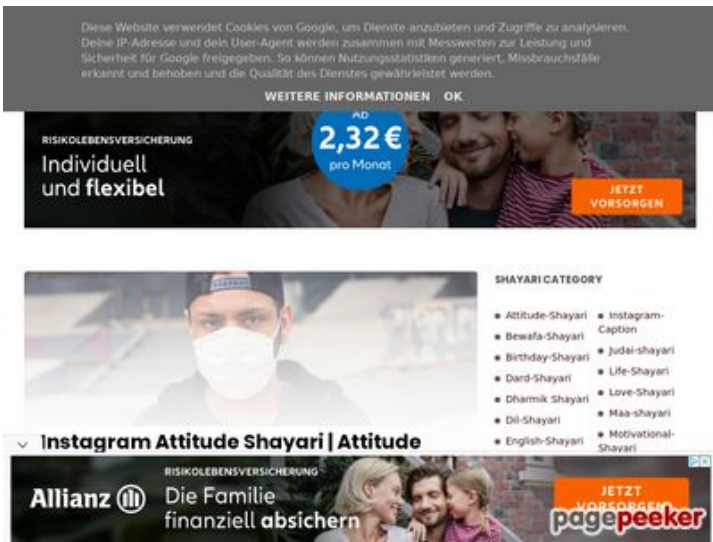 Diese Website verwendet Cookies von Google, um Dienste anzubieten und Zugriffe zu analysieren.
Deine IP-Adresse und dein User-Agent werden zusammen mit Messwerten zur Leistung und
Sicherheit für Google freigegeben. So können Nutzungsstatistiken generiert, Missbrauchsfälle
erkannt und behoben und die Qualität des Dienstes gewährleistet werden.
WEITERE INFORMATIONEN OK
RISIKOLEBENSVERSICHERUNG
Individuell
und flexibel
AB
2,32 €
pro Monat
JETZT
VORSORGEN
SHAYARI CATEGORY
Attitude-Shayari
Bewafa-Shayari
Birthday-Shayari
Dard-Shayari
Dharmik Shayari
Dil-Shayari
English-Shayari
Instagram-
Caption
Judai-shayari
Life-Shayari
Love-Shayari
Maa-shayari
Motivational-
Shayari
Instagram Attitude Shayari | Attitude
Allianz
RISIKOLEBENSVERSICHERUNG
Die Familie
finanziell absichern
JETZT
VORSORGEN
pagepeeker